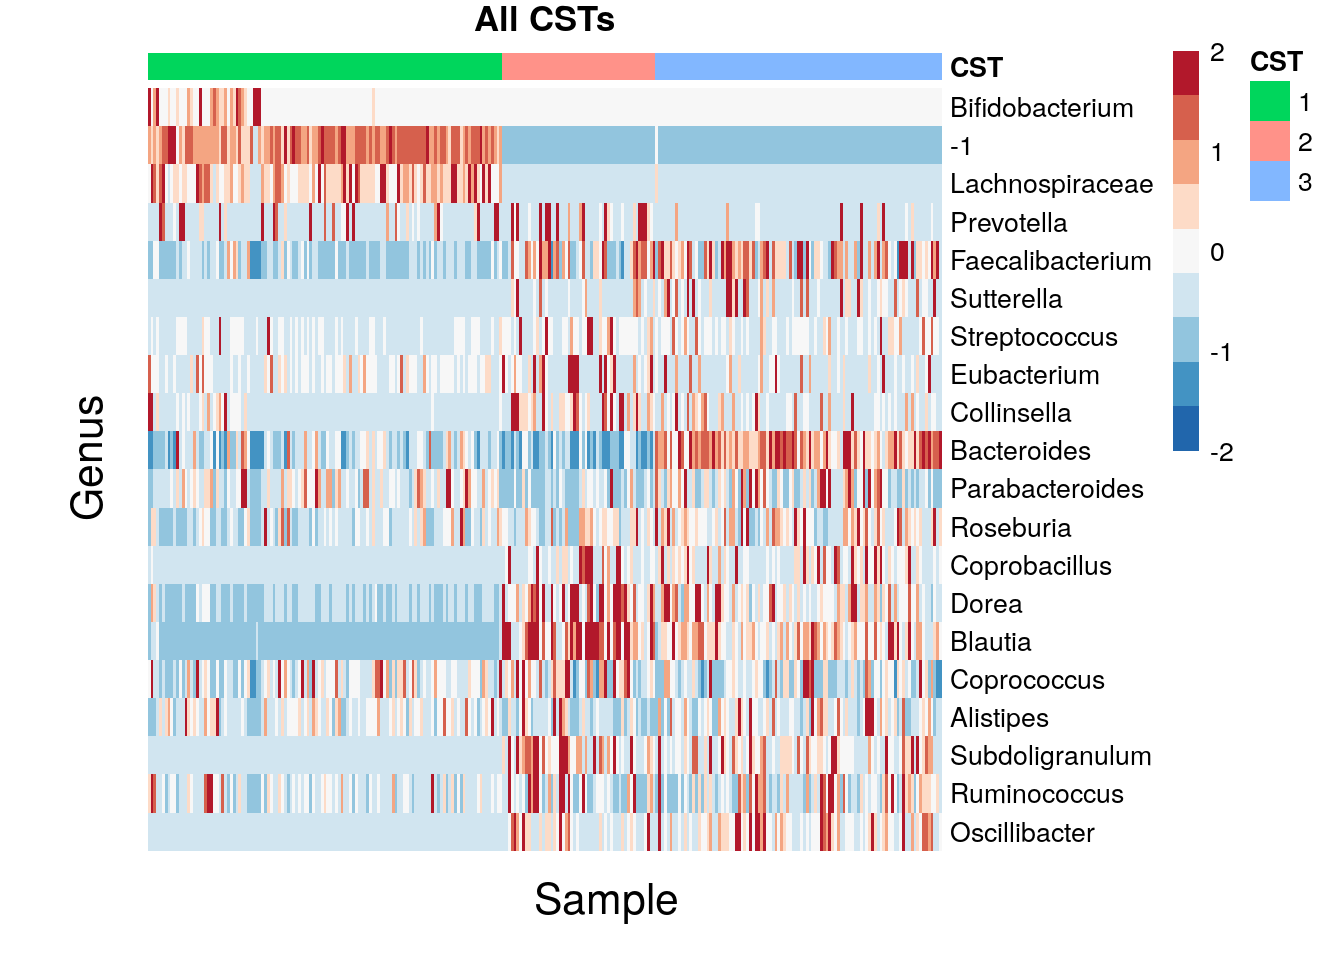 All CSTs
CST
Bifidobacterium
-1
Lachnospiraceae
Prevotella
Faecalibacterium
Sutterella
Streptococcus
Eubacterium
Collinsella
Bacteroides
Parabacteroides
Roseburia
Coprobacillus
Dorea
Blautia
Coprococcus
Alistipes
Subdoligranulum
Ruminococcus
Oscillibacter
2
1
0
-1
-2
CST
1
2
3
Genus
Sample